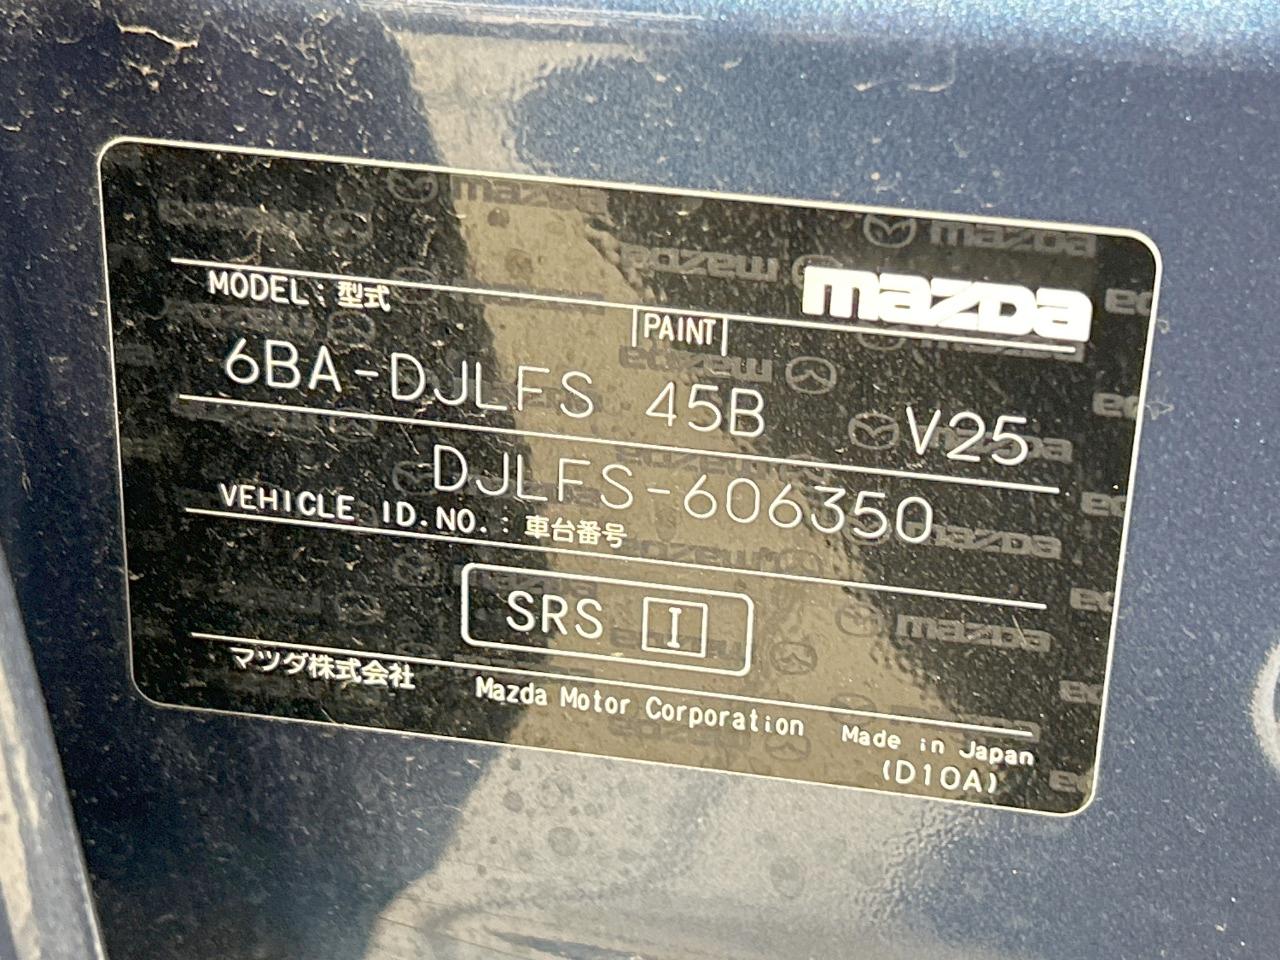 mazda
MODEL : 型式
PAINT
6BA-DJLFS 45B V25
DJLFS-606350
VEHICLE ID.NO. : 車台番号
SRS I
マツダ株式会社 Mazda Motor Corporation Made in Japan
(D10A)